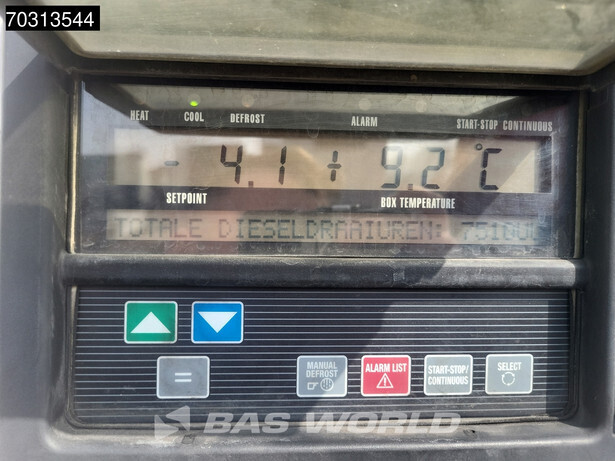 70313544
HEAT COOL DEFROST ALARM START-STOP CONTINUOUS
- 4.1 + 9.2 °C
SETPOINT BOX TEMPERATURE
TOTALE DIESELDRAAIUREN:
MANUAL DEFROST
ALARM LIST
START-STOP/ CONTINUOUS
SELECT
=
BAS WORLD